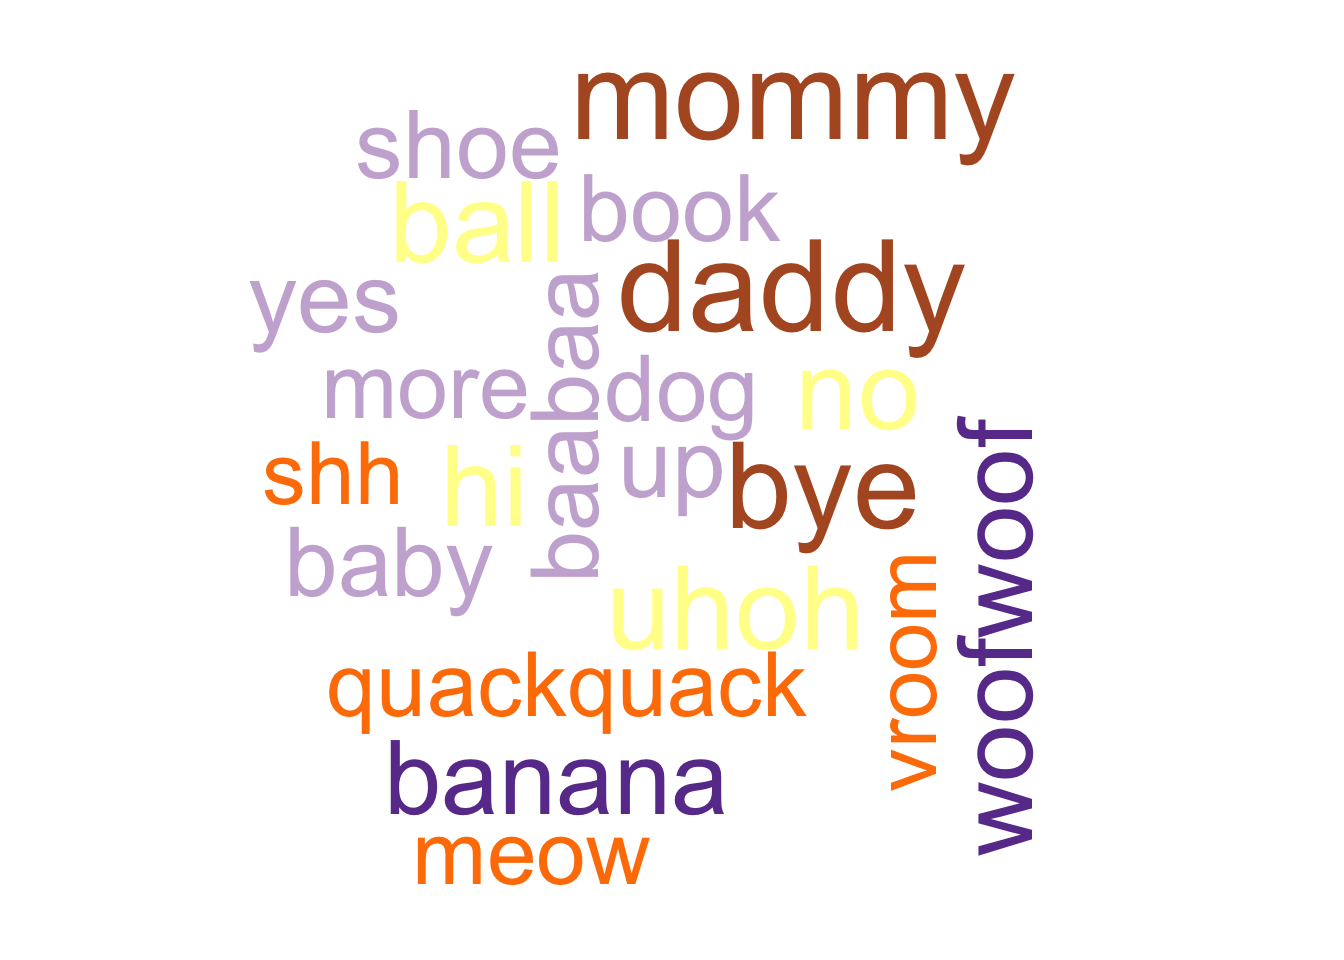 mommy
shoe
ball
book
yes
daddy
baabaa
more
dog
no
shh
hi
up
bye
woofwoof
baby
uhoh
vroom
quackquack
banana
meow